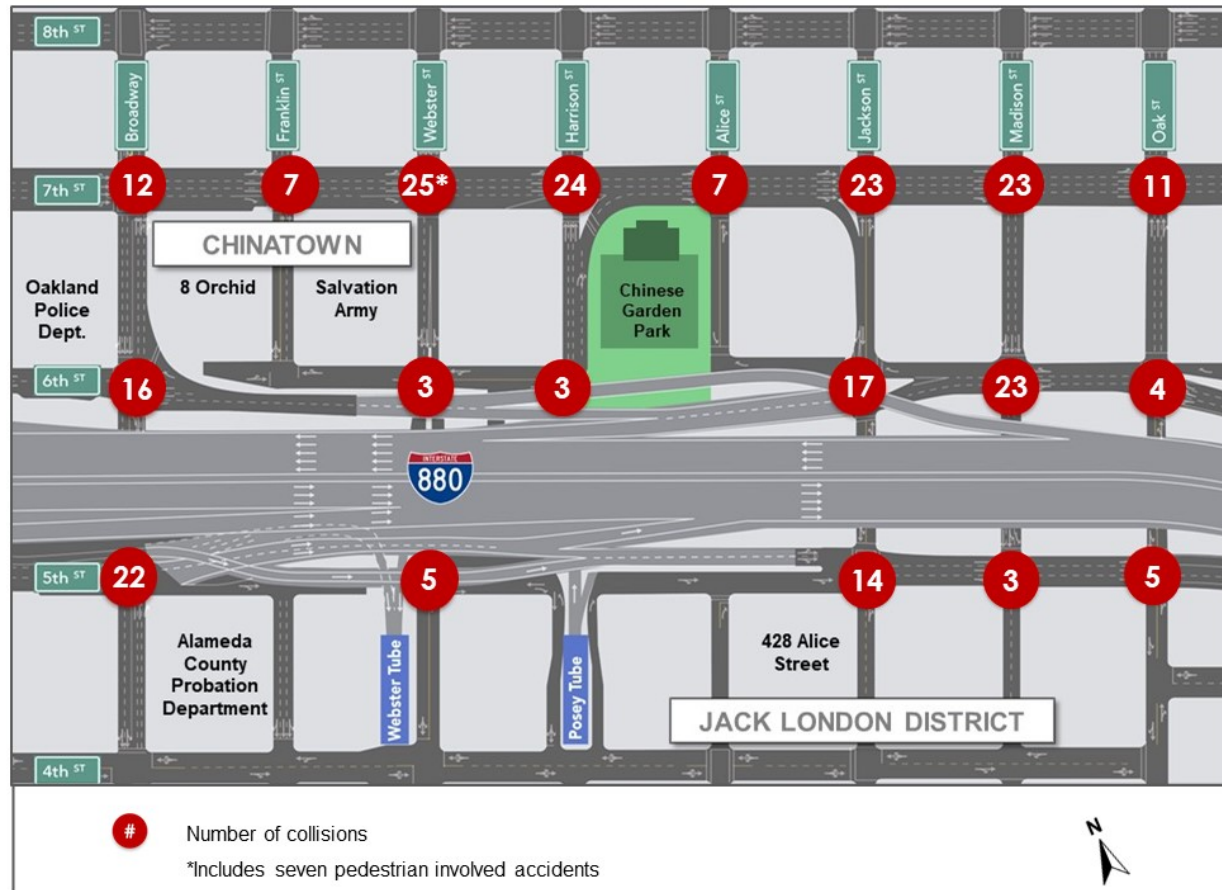 8th ST
Broadway
Franklin ST
Webster ST
Harrison ST
Alice ST
Jackson ST
Madison ST
Oak ST
7th ST
12
7
25*
24
7
23
23
11
CHINATOWN
Oakland
Police
Dept.
8 Orchid
Salvation
Army
Chinese
Garden
Park
6th ST
16
3
3
17
23
4
INTERSTATE
880
5th ST
22
5
14
3
5
Alameda
County
Probation
Department
Webster Tube
Posey Tube
428 Alice
Street
JACK LONDON DISTRICT
4th ST
# Number of collisions
*Includes seven pedestrian involved accidents
N